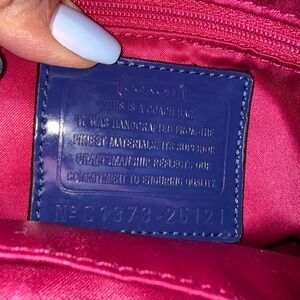 COACH
THIS IS A COACH BAG.
IT WAS HANDCRAFTED FROM THE
FINEST MATERIALS. ITS SUPERIOR
CRAFTSMANSHIP REFLECTS OUR
COMMITMENT TO ENDURING QUALITY.
Nº C1373-25121